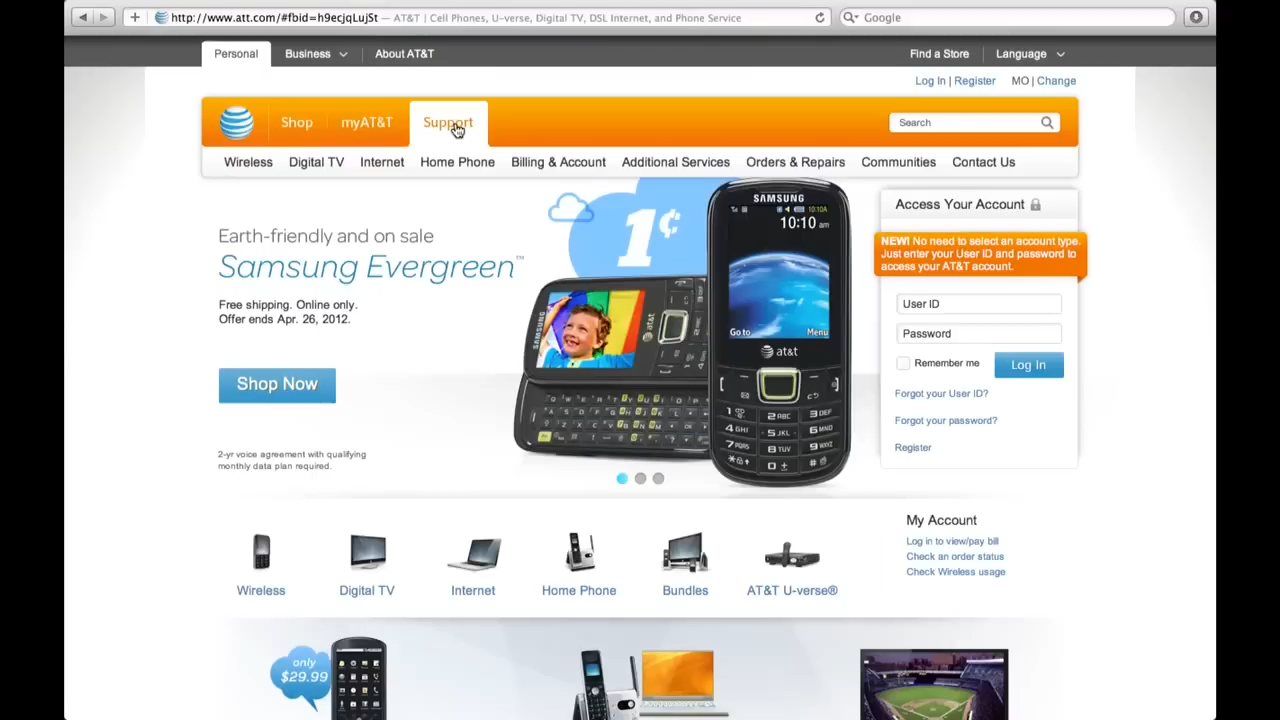 http://www.att.com/#fbid=h9ecjqLujSt — AT&T | Cell Phones, U-verse, Digital TV, DSL Internet, and Phone Service
Google
Personal
Business
About AT&T
Find a Store
Language
Log In | Register
MO | Change
Shop
myAT&T
Support
Search
Wireless
Digital TV
Internet
Home Phone
Billing & Account
Additional Services
Orders & Repairs
Communities
Contact Us
Earth-friendly and on sale
Samsung Evergreen™
Free shipping. Online only.
Offer ends Apr. 26, 2012.
Shop Now
2-yr voice agreement with qualifying
monthly data plan required.
1¢
SAMSUNG
at&t
SAMSUNG
10:10A
10:10 am
Go to
Menu
at&t
Access Your Account
NEW! No need to select an account type.
Just enter your User ID and password to
access your AT&T account.
User ID
Password
Remember me
Log in
Forgot your User ID?
Forgot your password?
Register
Wireless
Digital TV
Internet
Home Phone
Bundles
AT&T U-verse®
My Account
Log in to view/pay bill
Check an order status
Check Wireless usage
only
$29.99